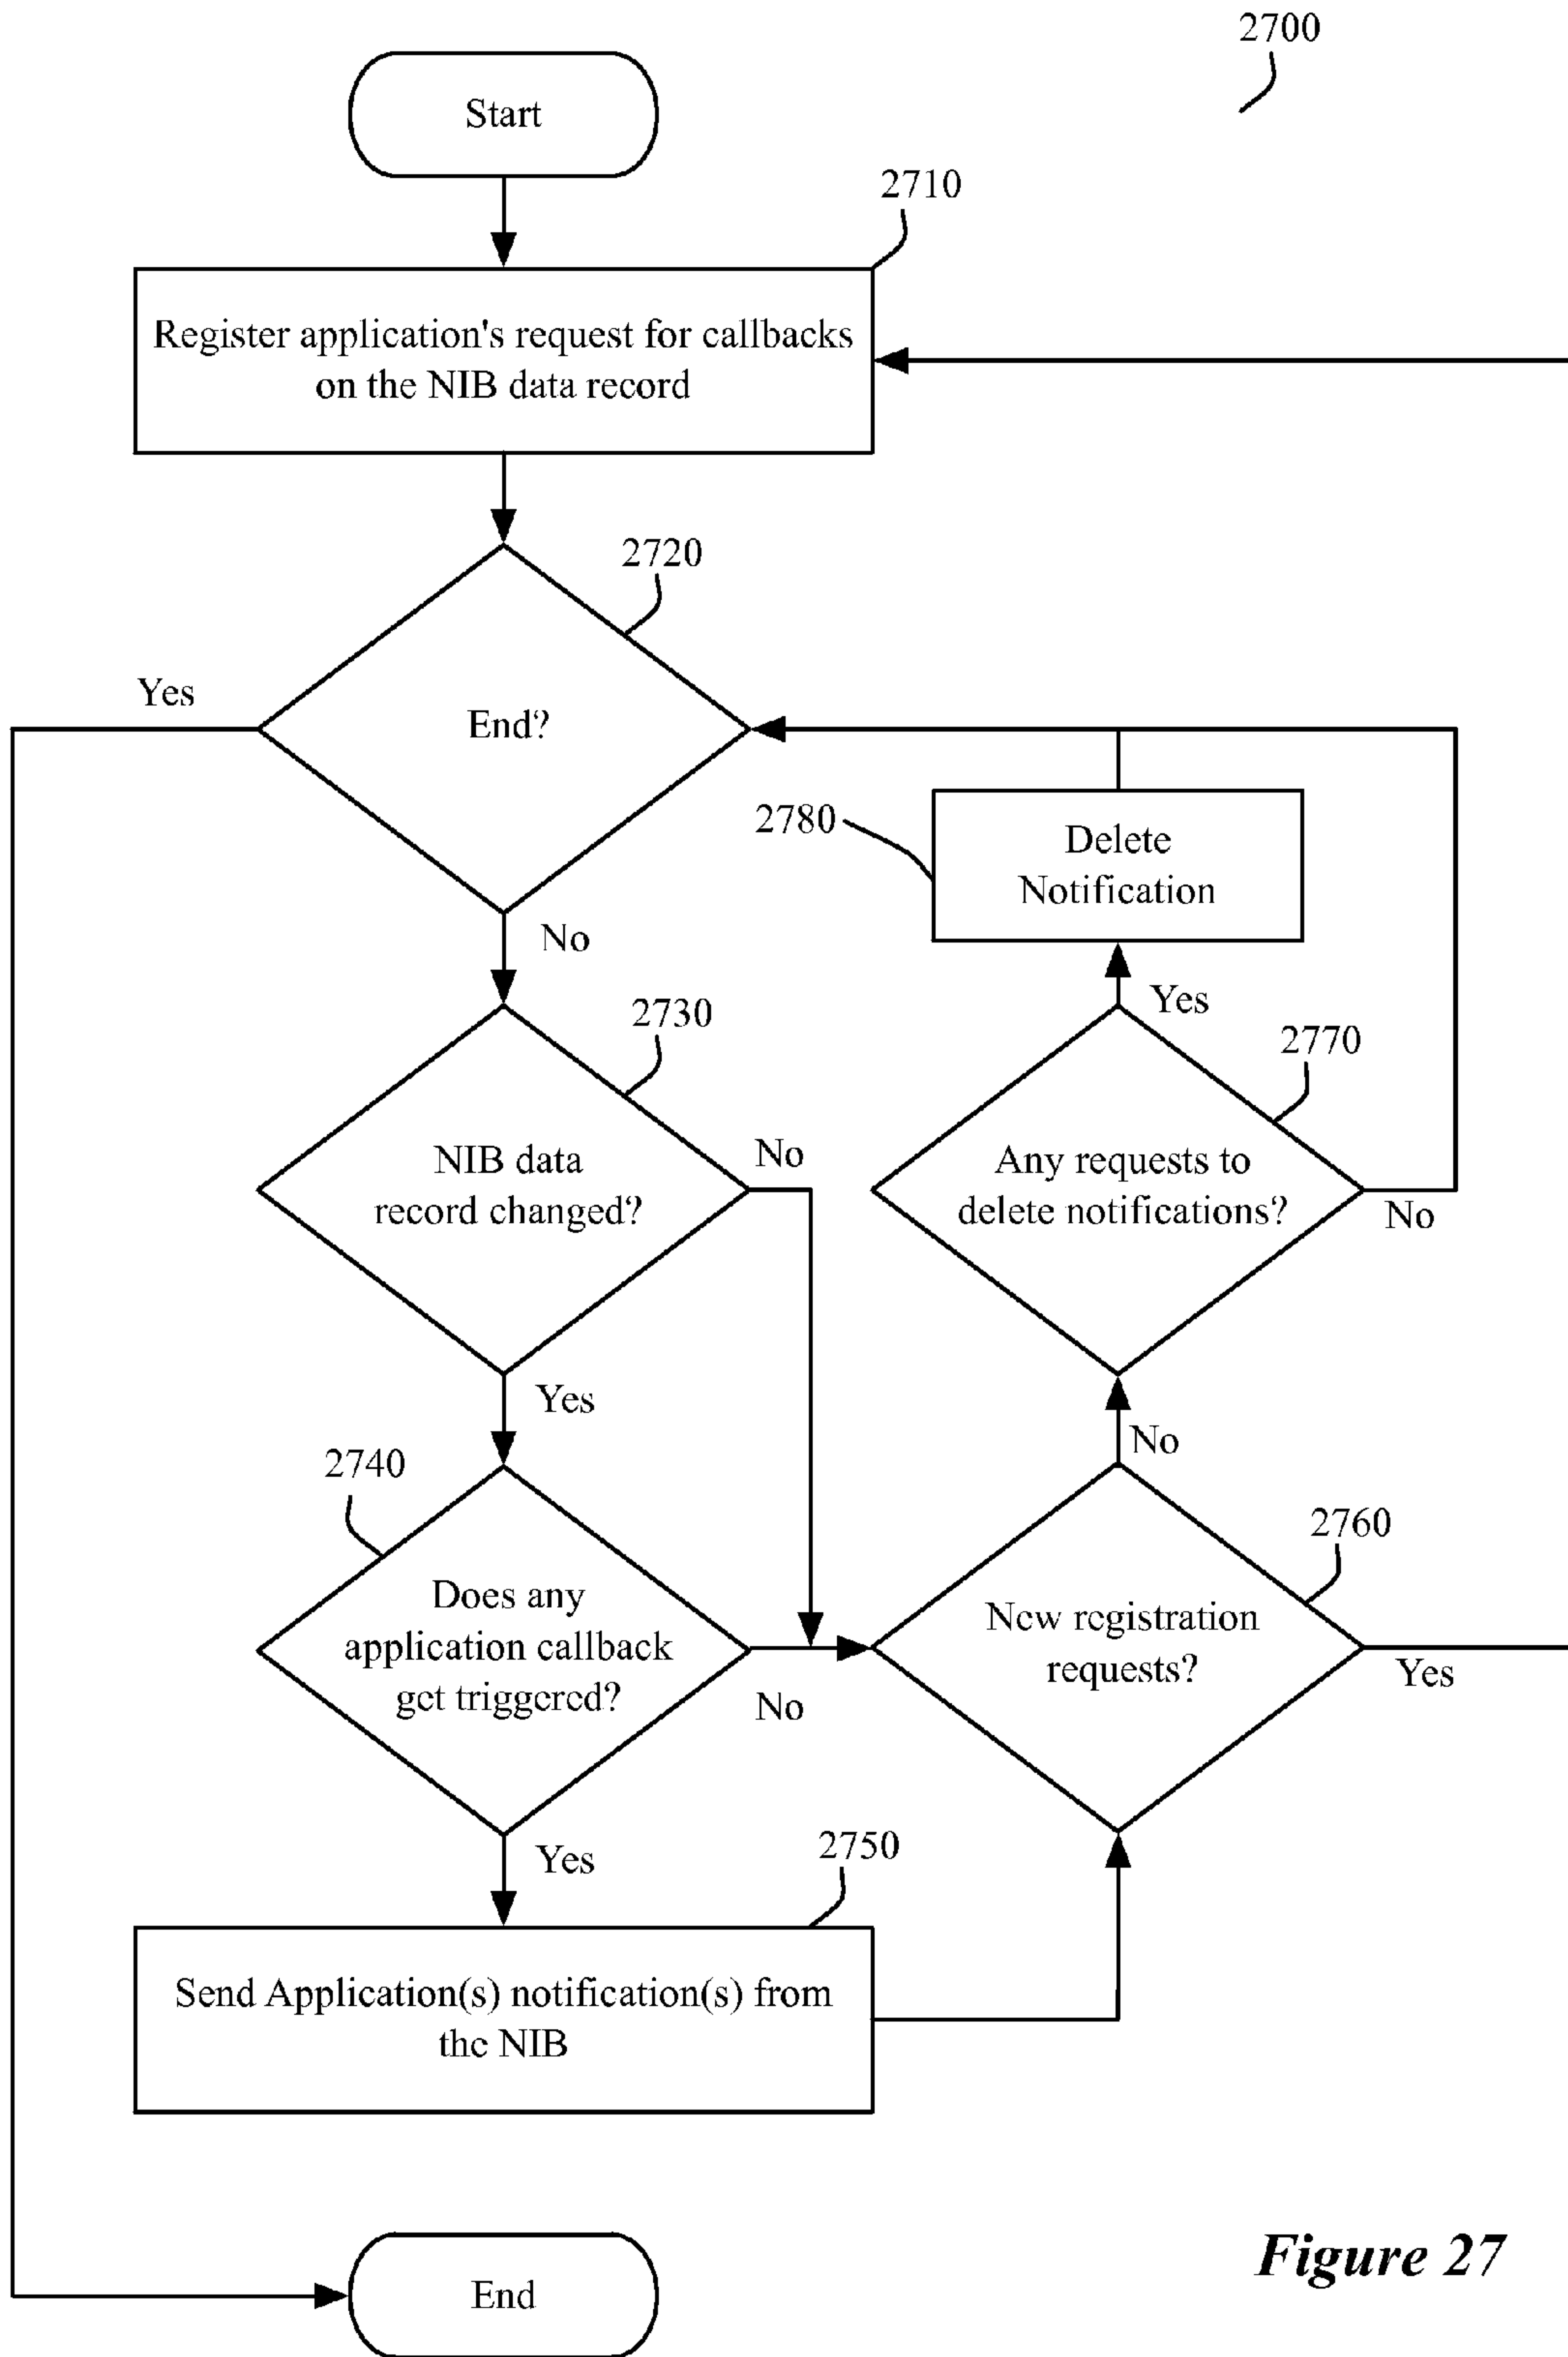 2700
Start
2710
Register application's request for callbacks
on the NIB data record
2720
Yes
End?
2780
Delete
Notification
No
2730
Yes
2770
NIB data
record changed?
No
Any requests to
delete notifications?
No
Yes
No
2740
2760
Does any
application callback
get triggered?
No
New registration
requests?
Yes
Yes
2750
Send Application(s) notification(s) from
the NIB
Figure 27
End